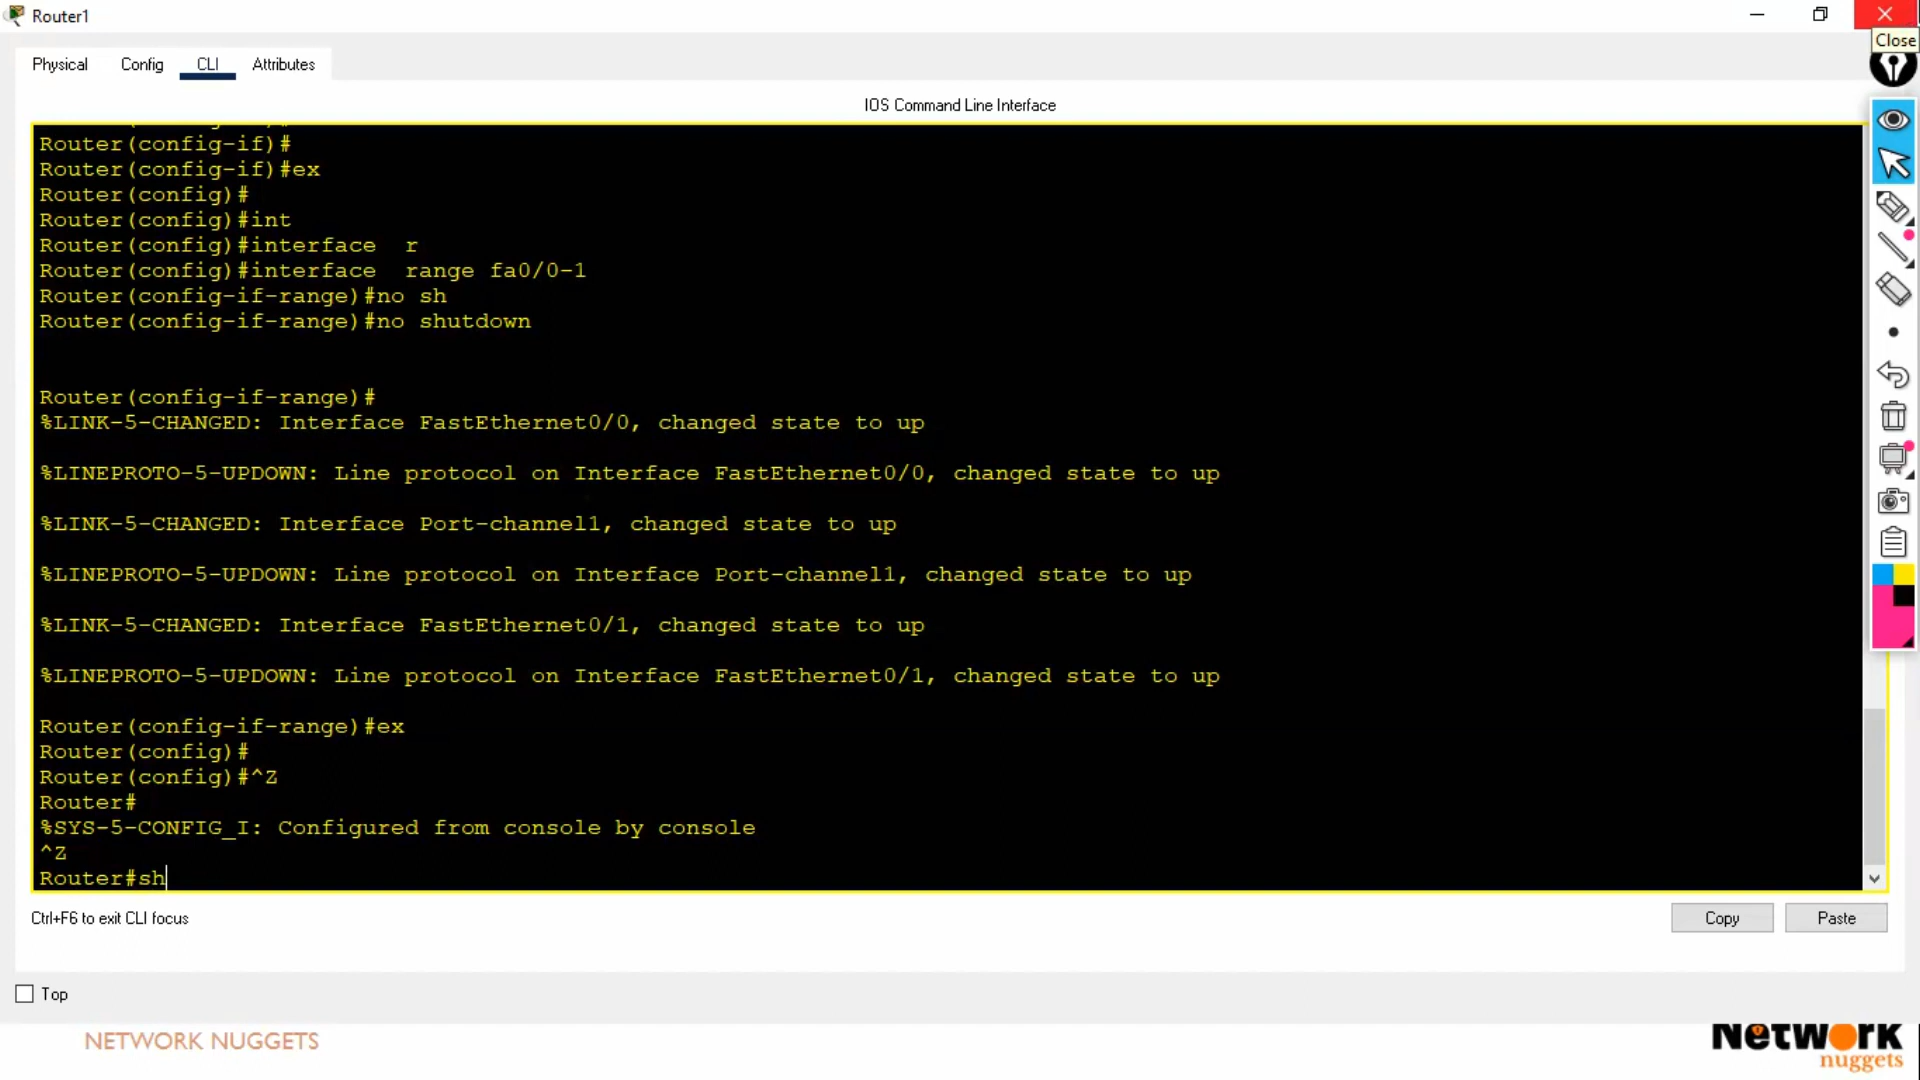 Router1
Close
Physical
Config
CLI
Attributes
IOS Command Line Interface
Router(config-if)#
Router(config-if)#ex
Router(config)#
Router(config)#int
Router(config)#interface  r
Router(config)#interface  range fa0/0-1
Router(config-if-range)#no sh
Router(config-if-range)#no shutdown
Router(config-if-range)#
%LINK-5-CHANGED: Interface FastEthernet0/0, changed state to up
%LINEPROTO-5-UPDOWN: Line protocol on Interface FastEthernet0/0, changed state to up
%LINK-5-CHANGED: Interface Port-channel1, changed state to up
%LINEPROTO-5-UPDOWN: Line protocol on Interface Port-channel1, changed state to up
%LINK-5-CHANGED: Interface FastEthernet0/1, changed state to up
%LINEPROTO-5-UPDOWN: Line protocol on Interface FastEthernet0/1, changed state to up
Router(config-if-range)#ex
Router(config)#
Router(config)#^Z
Router#
%SYS-5-CONFIG_I: Configured from console by console
^Z
Router#sh
Ctrl+F6 to exit CLI focus
Copy
Paste
Top
NETWORK NUGGETS
Network
nuggets